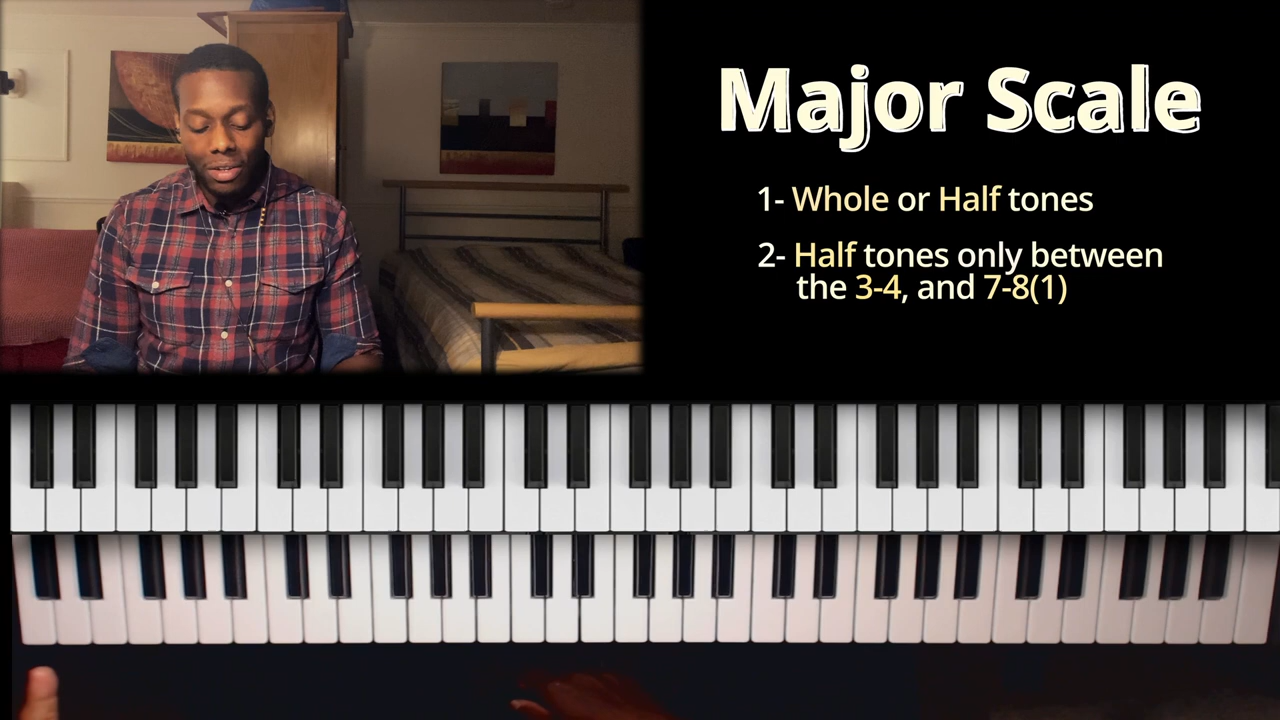 Major Scale
1- Whole or Half tones
2- Half tones only between
the 3-4, and 7-8(1)